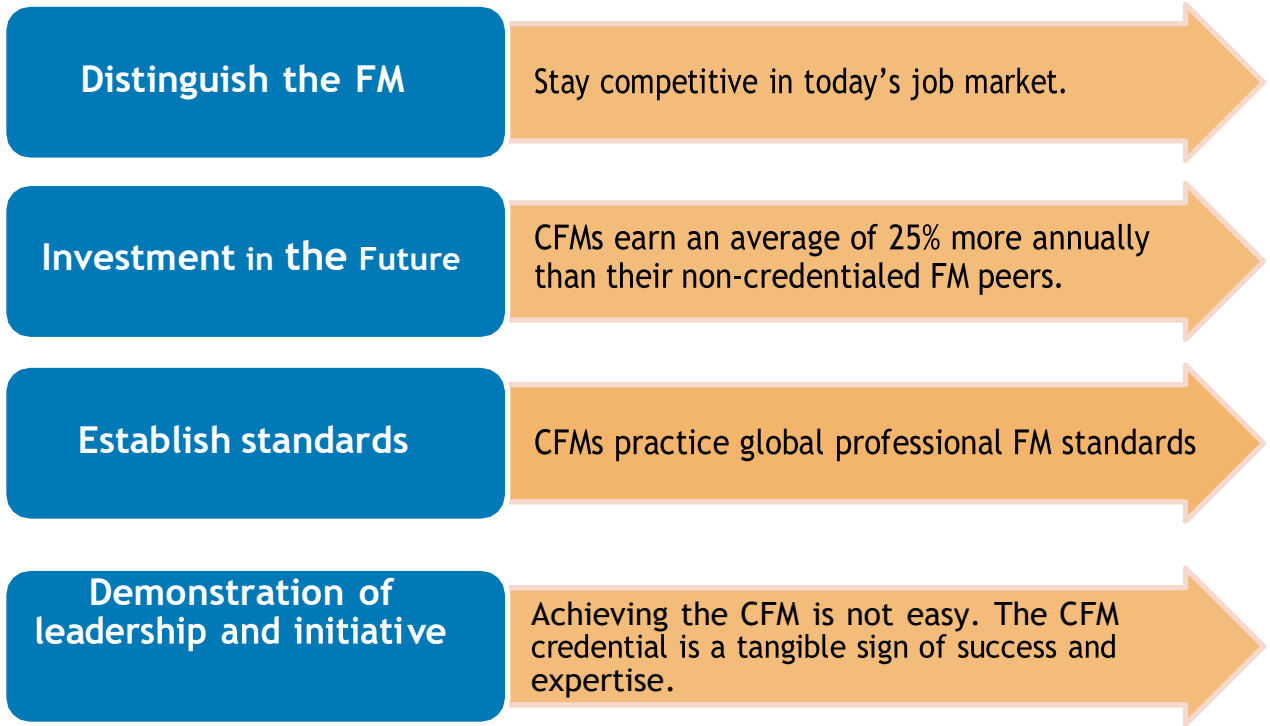 Distinguish the FM
Stay competitive in today’s job market.
Investment in the Future
CFMs earn an average of 25% more annually
than their non-credentialed FM peers.
Establish standards
CFMs practice global professional FM standards
Demonstration of
leadership and initiative
Achieving the CFM is not easy. The CFM
credential is a tangible sign of success and
expertise.